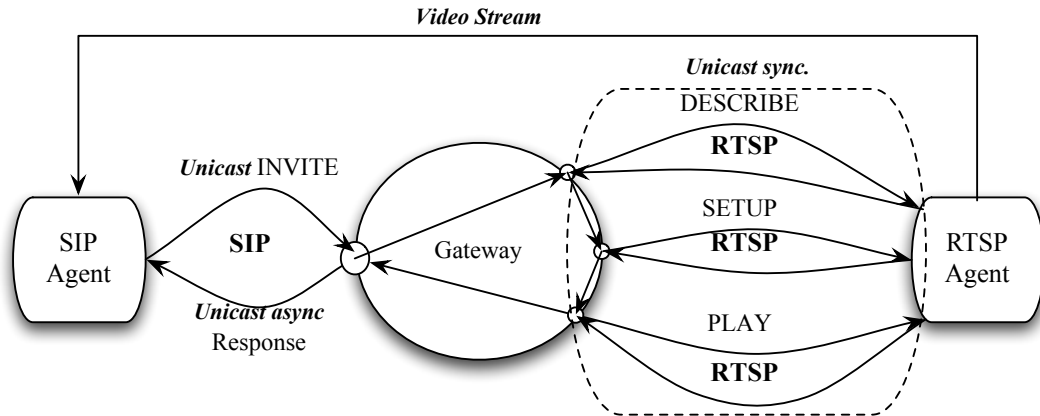 Video Stream
Unicast sync.
DESCRIBE
RTSP
Unicast INVITE
SIP
Agent
SIP
Gateway
SETUP
RTSP
RTSP
Agent
Unicast async
Response
PLAY
RTSP